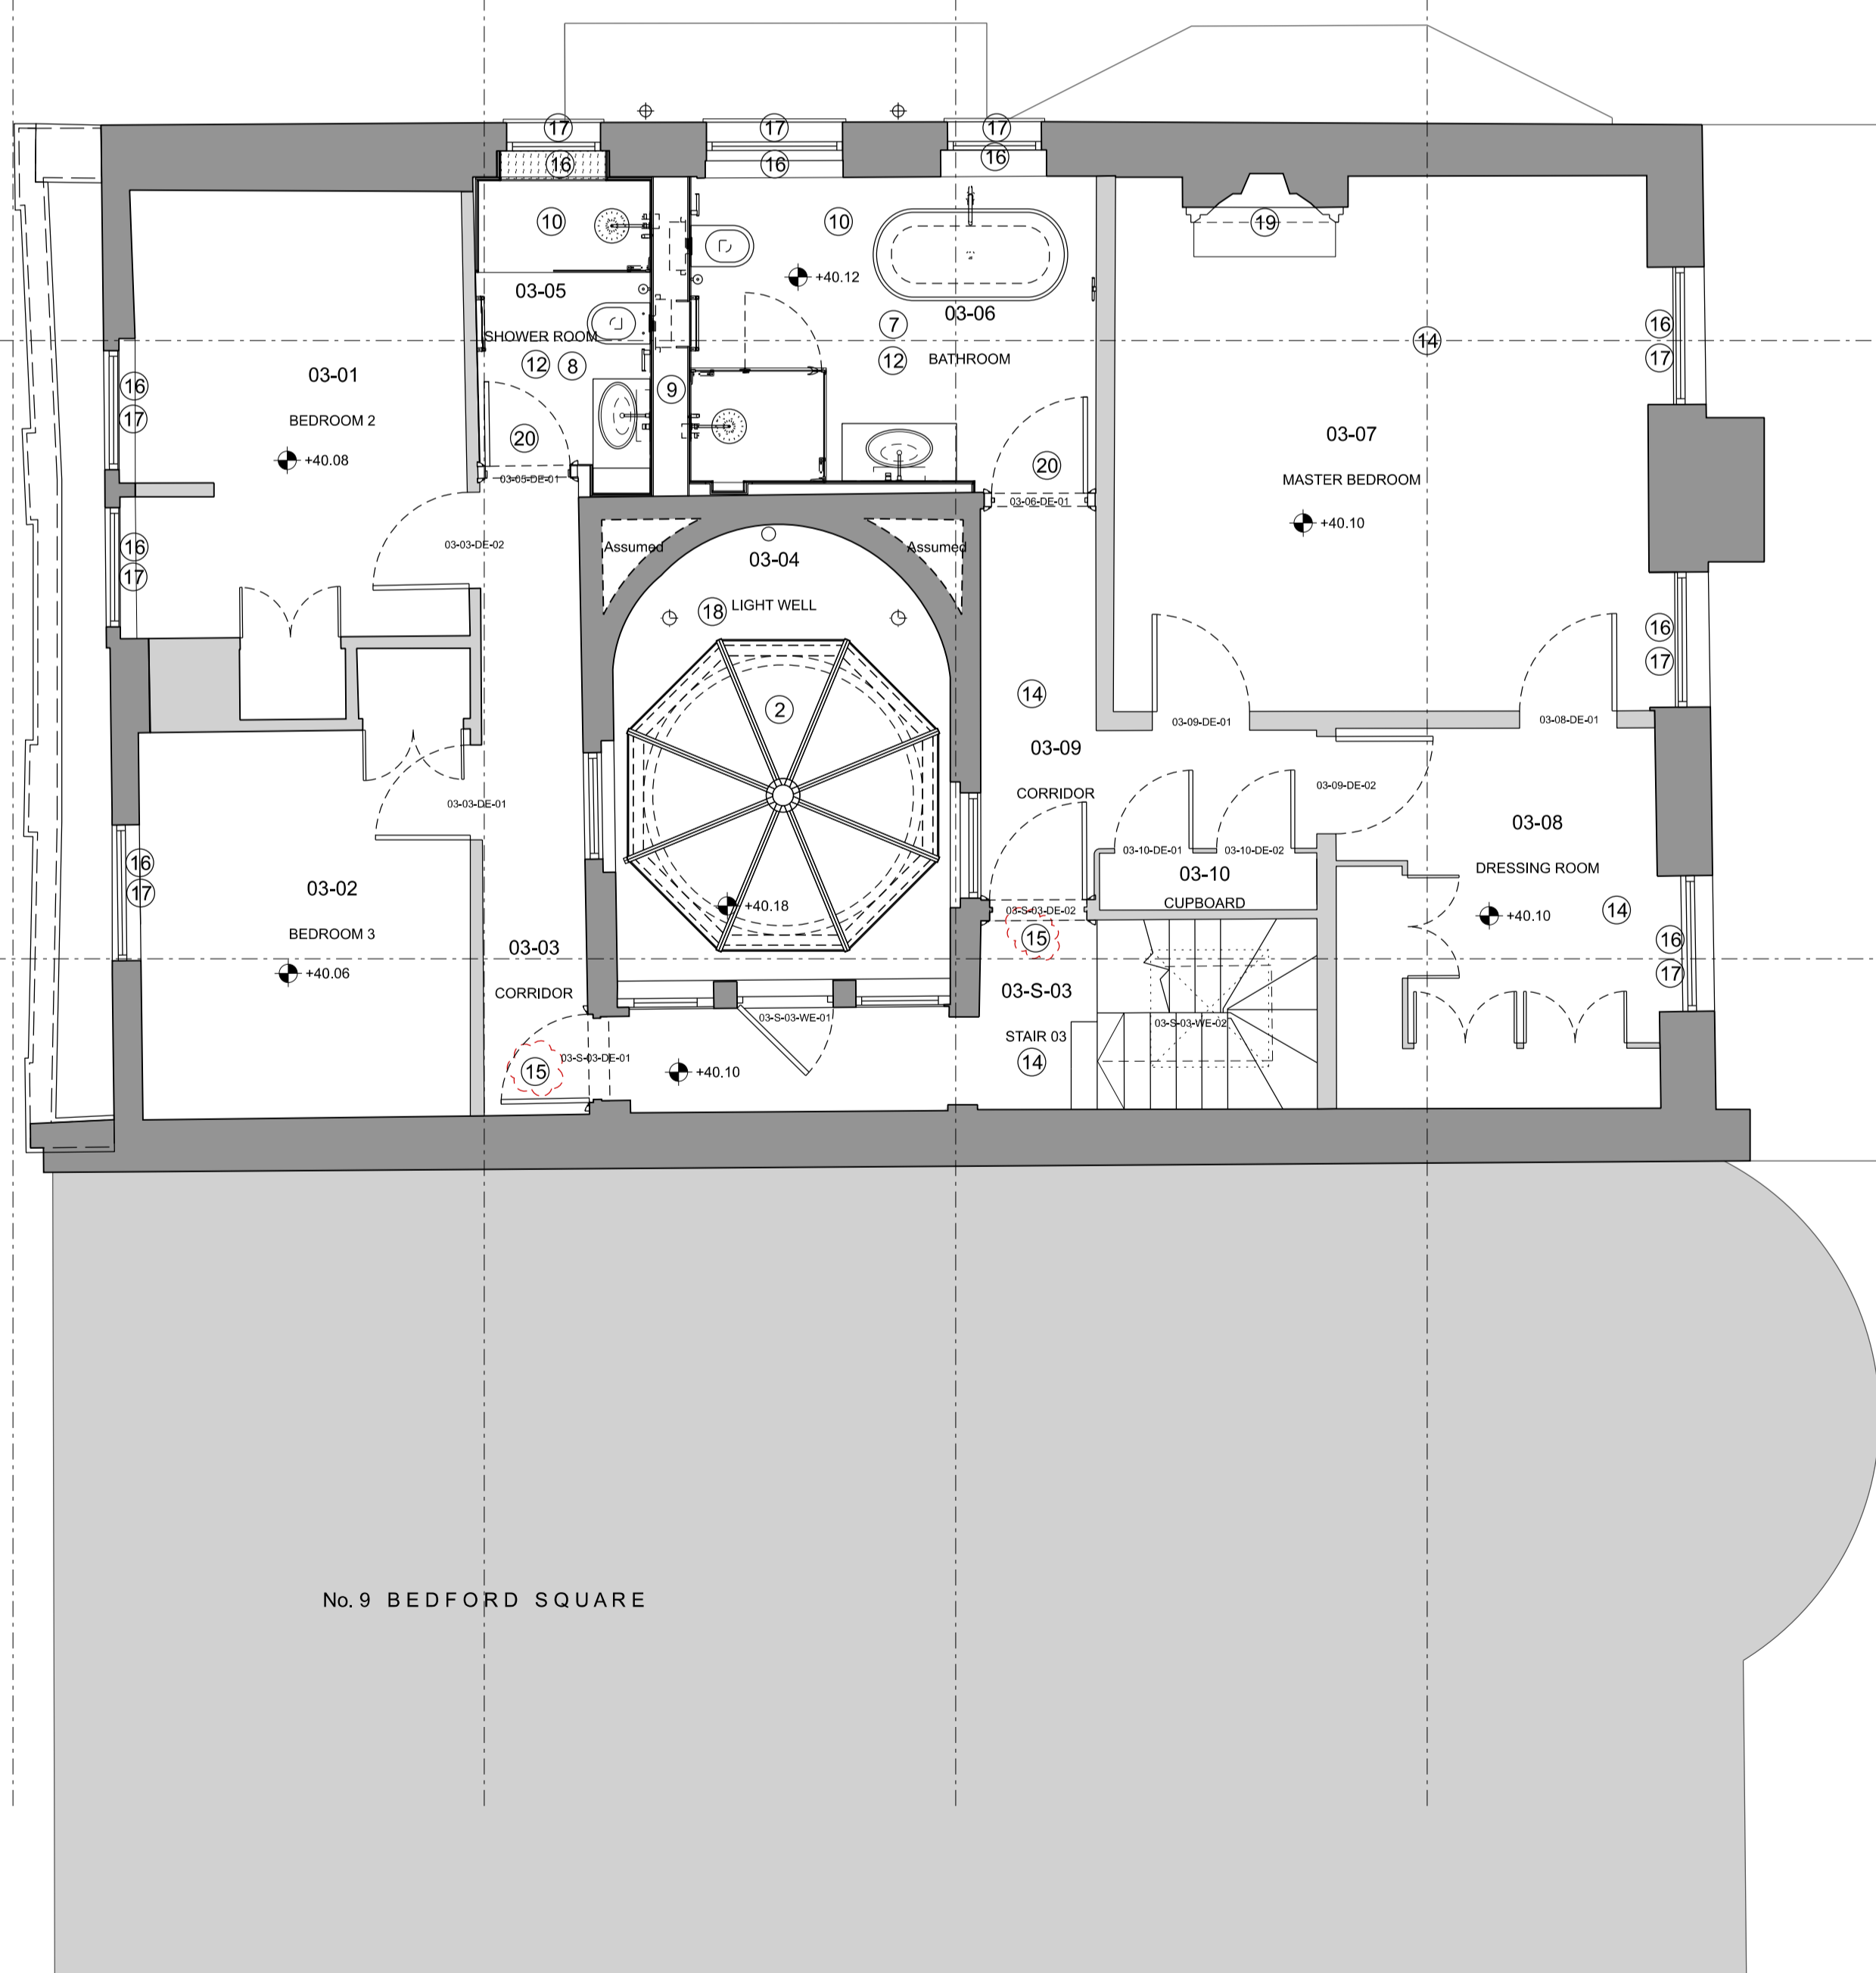 17
17
17
16
16
16
10
10
19
+40.12
03-05
03-06
7
16
SHOWER ROOM
14
12
8
12
BATHROOM
17
03-01
16
9
17
BEDROOM 2
03-07
20
+40.08
20
MASTER BEDROOM
03-05-DE-01
03-06-DE-01
+40.10
03-03-DE-02
16
Assumed
Assumed
03-04
17
18
LIGHT WELL
16
17
14
2
03-09-DE-01
03-08-DE-01
03-09
03-09-DE-02
CORRIDOR
03-03-DE-01
03-08
03-10-DE-01
03-10-DE-02
16
DRESSING ROOM
03-10
03-02
17
CUPBOARD
+40.18
03-S-03-DE-02
+40.10
14
BEDROOM 3
15
16
03-03
+40.06
17
CORRIDOR
03-S-03
03-S-03-WE-01
03-S-03-WE-02
STAIR 03
03-S-03-DE-01
14
15
+40.10
No. 9 BEDFORD SQUARE